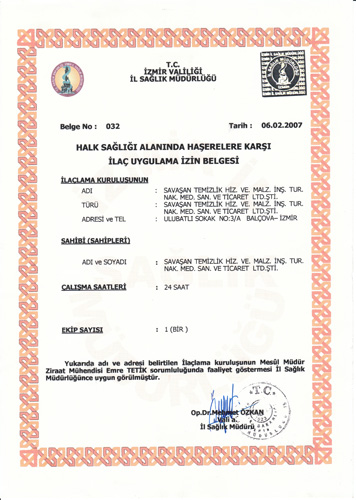 T.C.
İZMİR VALİLİĞİ
İL SAĞLIK MÜDÜRLÜĞÜ
Belge No : 032 Tarih : 06.02.2007
HALK SAĞLIĞI ALANINDA HAŞERELERE KARŞI
İLAÇ UYGULAMA İZİN BELGESİ
İLAÇLAMA KURULUŞUNUN
ADI : SAVAŞAN TEMİZLİK HİZ. VE. MALZ. İNŞ. TUR.
NAK. MED. SAN. VE TİCARET LTD.ŞTİ.
TÜRÜ : SAVAŞAN TEMİZLİK HİZ. VE. MALZ. İNŞ. TUR.
NAK. MED. SAN. VE TİCARET LTD.ŞTİ.
ADRESİ ve TEL : ULUBATLI SOKAK NO:3/A BALÇOVA– İZMİR
SAHİBİ (SAHİPLERİ)
ADI ve SOYADI : SAVAŞAN TEMİZLİK HİZ. VE. MALZ. İNŞ. TUR.
NAK. MED. SAN. VE TİCARET LTD.ŞTİ.
ÇALIŞMA SAATLERİ : 24 SAAT
EKİP SAYISI : 1 (BİR )
Yukarıda adı ve adresi belirtilen İlaçlama kuruluşunun Mesül Müdür
Ziraat Mühendisi Emre TETİK sorumluluğunda faaliyet göstermesi İl Sağlık
Müdürlüğünce uygun görülmüştür.
Op.Dr.Mehmet ÖZKAN
Vali a.
İl Sağlık Müdürü
T.C.